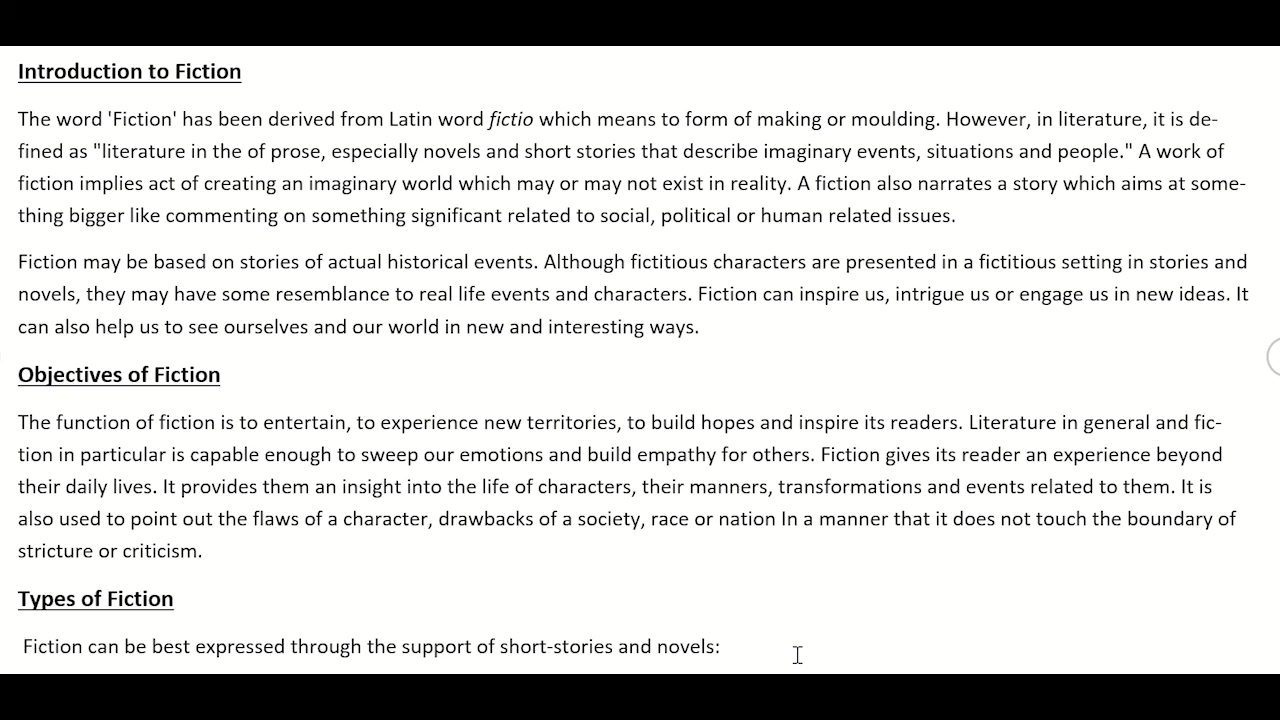 Introduction to Fiction
The word 'Fiction' has been derived from Latin word fictio which means to form of making or moulding. However, in literature, it is de-
fined as "literature in the of prose, especially novels and short stories that describe imaginary events, situations and people." A work of
fiction implies act of creating an imaginary world which may or may not exist in reality. A fiction also narrates a story which aims at some-
thing bigger like commenting on something significant related to social, political or human related issues.
Fiction may be based on stories of actual historical events. Although fictitious characters are presented in a fictitious setting in stories and
novels, they may have some resemblance to real life events and characters. Fiction can inspire us, intrigue us or engage us in new ideas. It
can also help us to see ourselves and our world in new and interesting ways.
Objectives of Fiction
The function of fiction is to entertain, to experience new territories, to build hopes and inspire its readers. Literature in general and fic-
tion in particular is capable enough to sweep our emotions and build empathy for others. Fiction gives its reader an experience beyond
their daily lives. It provides them an insight into the life of characters, their manners, transformations and events related to them. It is
also used to point out the flaws of a character, drawbacks of a society, race or nation In a manner that it does not touch the boundary of
stricture or criticism.
Types of Fiction
Fiction can be best expressed through the support of short-stories and novels: